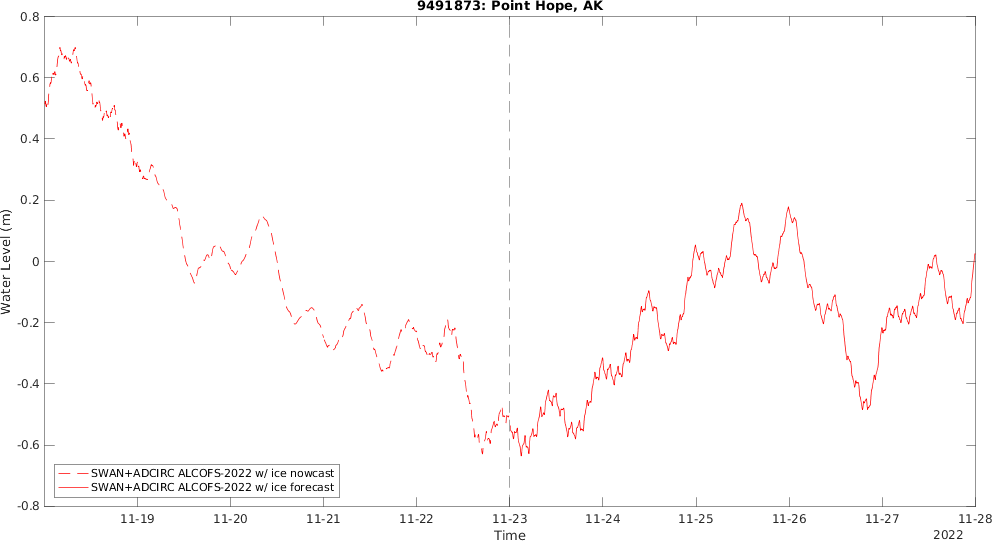 9491873: Point Hope, AK
0.8
0.6
0.4
0.2
0
-0.2
-0.4
-0.6
-0.8
Water Level (m)
SWAN+ADCIRC ALCOFS-2022 w/ ice nowcast
SWAN+ADCIRC ALCOFS-2022 w/ ice forecast
11-19 11-20 11-21 11-22 11-23 11-24 11-25 11-26 11-27 11-28
Time
2022